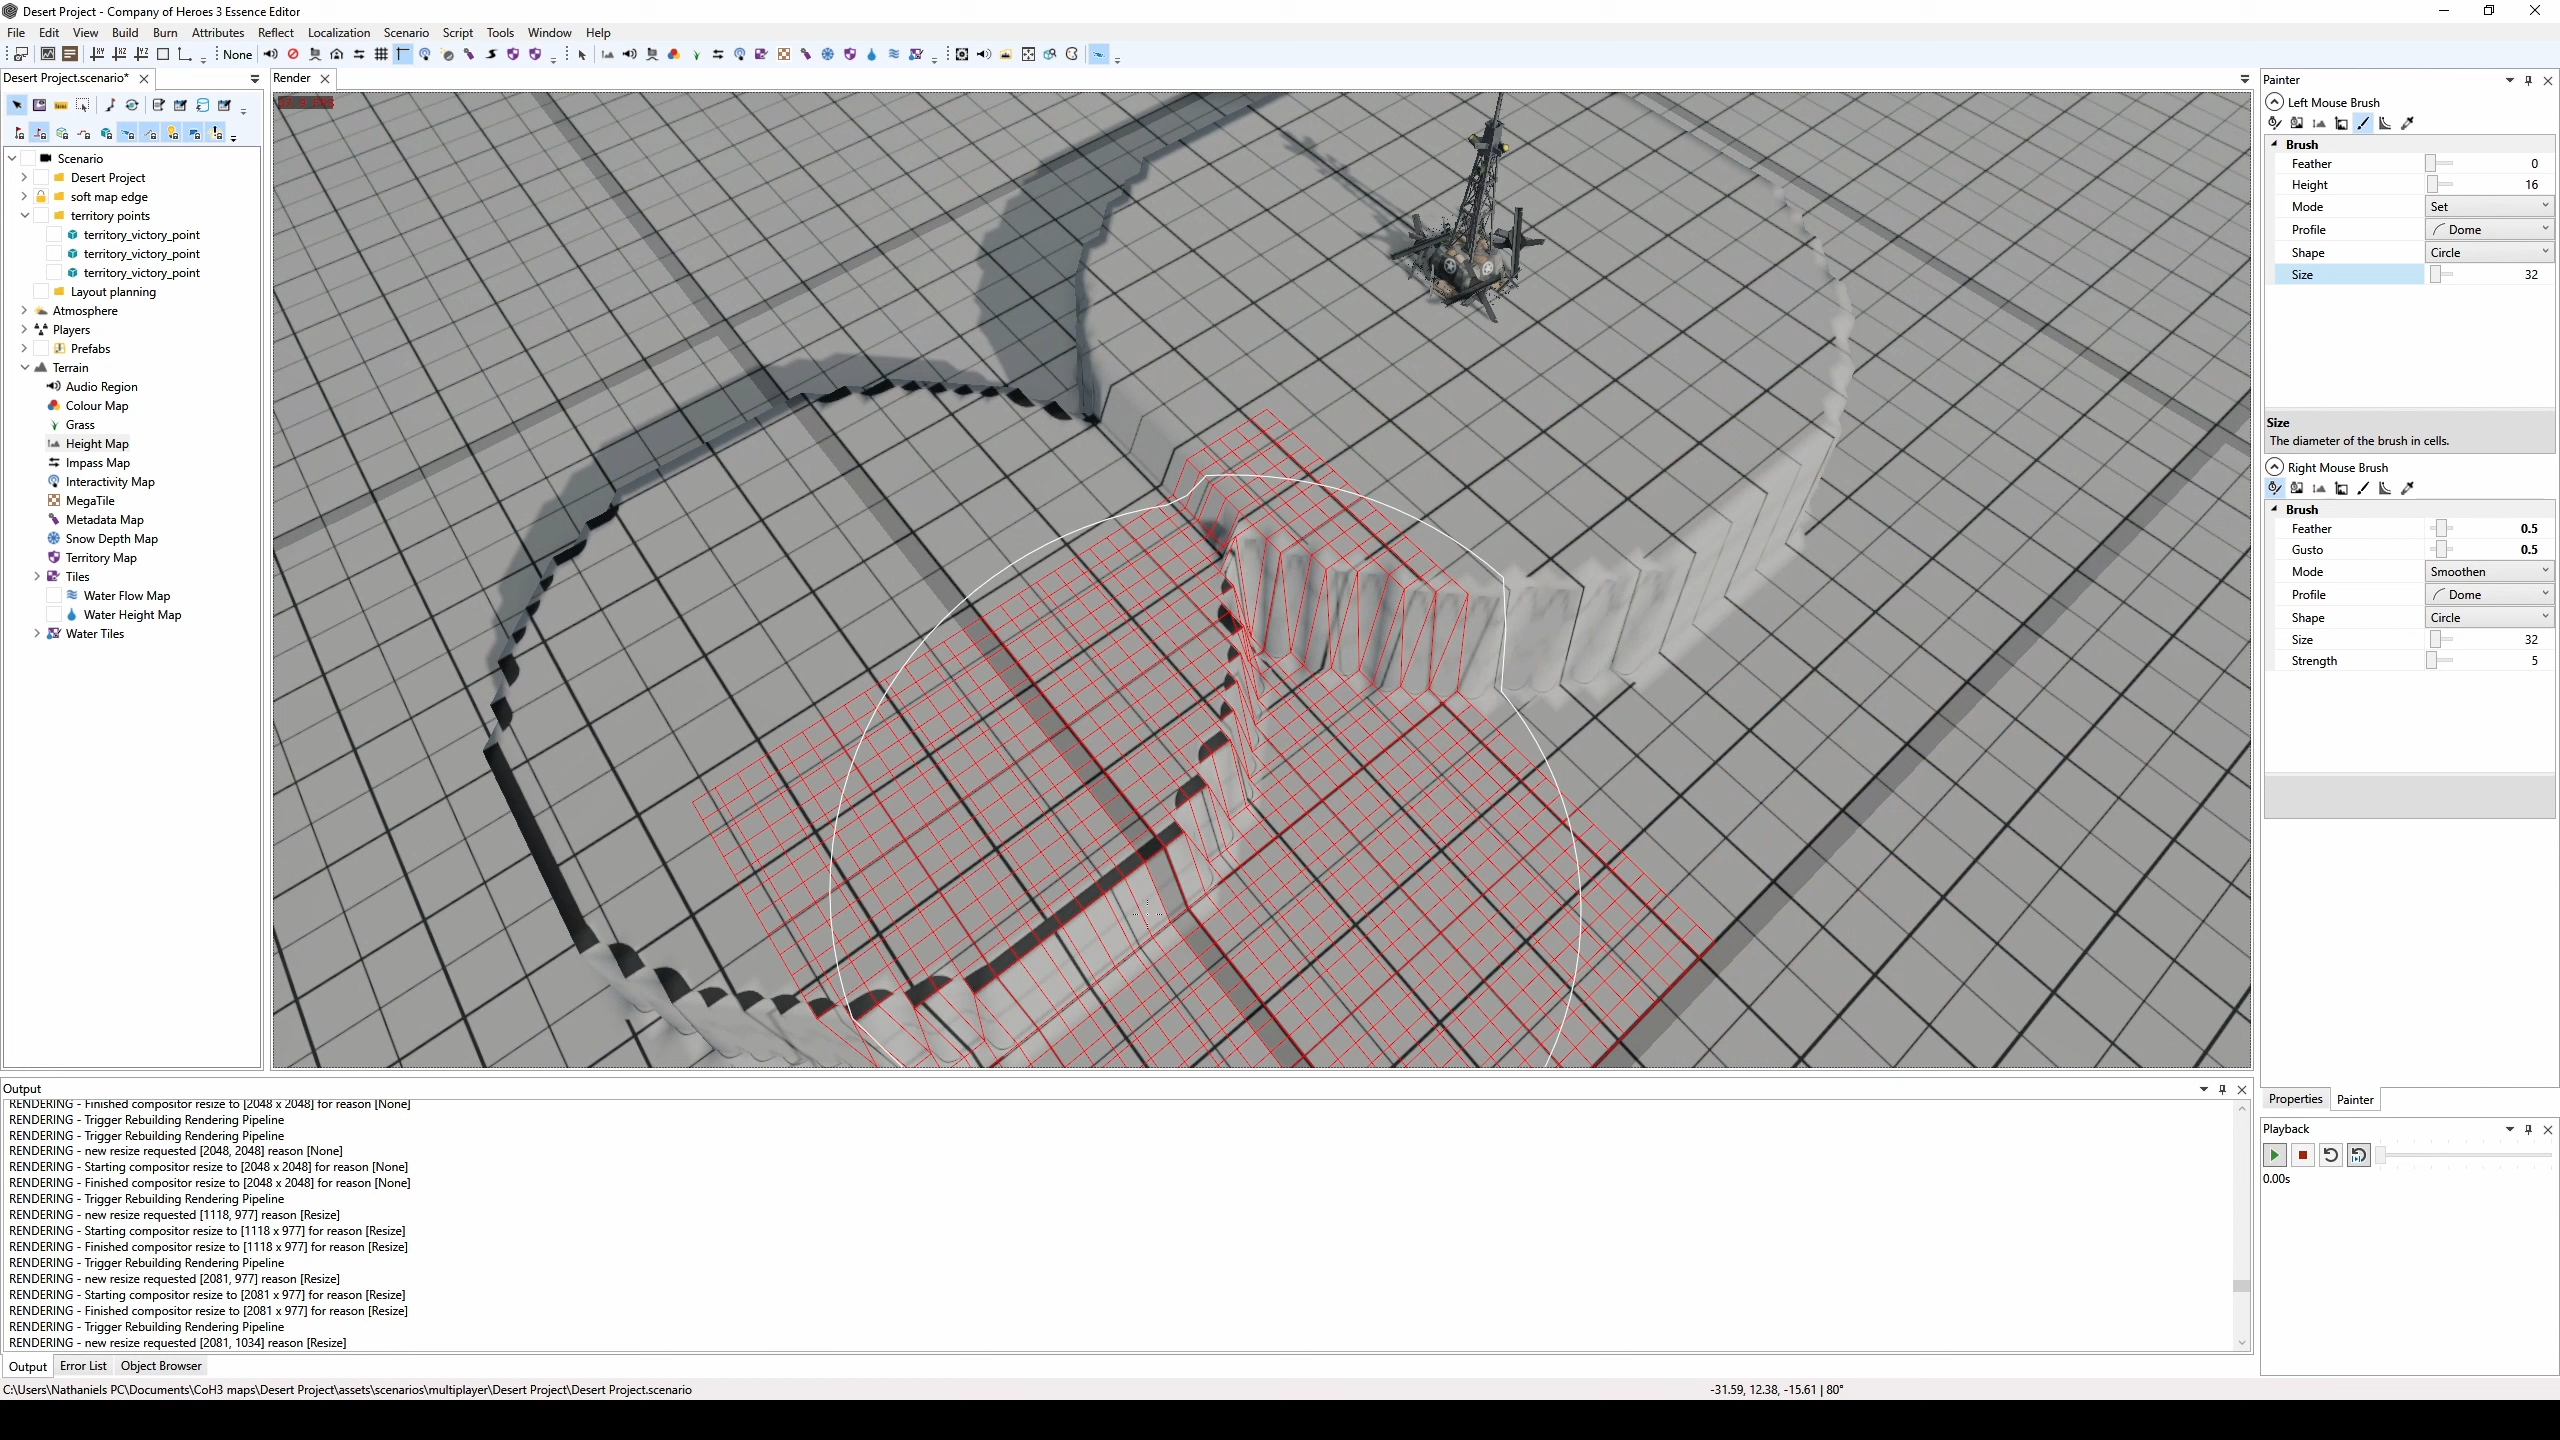 Desert Project - Company of Heroes 3 Essence Editor
File Edit View Build Burn Attributes Reflect Localization Scenario Script Tools Window Help
None
Desert Project.scenario*
Render
Scenario
Desert Project
soft map edge
territory points
territory_victory_point
territory_victory_point
territory_victory_point
Layout planning
Atmosphere
Players
Prefabs
Terrain
Audio Region
Colour Map
Grass
Height Map
Impass Map
Interactivity Map
MegaTile
Metadata Map
Snow Depth Map
Territory Map
Tiles
Water Flow Map
Water Height Map
Water Tiles
Painter
Left Mouse Brush
Brush
Feather 0
Height 16
Mode Set
Profile Dome
Shape Circle
Size 32
Size
The diameter of the brush in cells.
Right Mouse Brush
Brush
Feather 0.5
Gusto 0.5
Mode Smoothen
Profile Dome
Shape Circle
Size 32
Strength 5
Properties Painter
Playback
0.00s
Output
RENDERING - Finished compositor resize to [2048 x 2048] for reason [None]
RENDERING - Trigger Rebuilding Rendering Pipeline
RENDERING - Trigger Rebuilding Rendering Pipeline
RENDERING - new resize requested [2048, 2048] reason [None]
RENDERING - Starting compositor resize to [2048 x 2048] for reason [None]
RENDERING - Finished compositor resize to [2048 x 2048] for reason [None]
RENDERING - Trigger Rebuilding Rendering Pipeline
RENDERING - new resize requested [1118, 977] reason [Resize]
RENDERING - Starting compositor resize to [1118 x 977] for reason [Resize]
RENDERING - Finished compositor resize to [1118 x 977] for reason [Resize]
RENDERING - Trigger Rebuilding Rendering Pipeline
RENDERING - new resize requested [2081, 977] reason [Resize]
RENDERING - Starting compositor resize to [2081 x 977] for reason [Resize]
RENDERING - Finished compositor resize to [2081 x 977] for reason [Resize]
RENDERING - Trigger Rebuilding Rendering Pipeline
RENDERING - new resize requested [2081, 1034] reason [Resize]
Output Error List Object Browser
C:\Users\Nathaniels PC\Documents\CoH3 maps\Desert Project\assets\scenarios\multiplayer\Desert Project\Desert Project.scenario
-31.59, 12.38, -15.61 | 80°